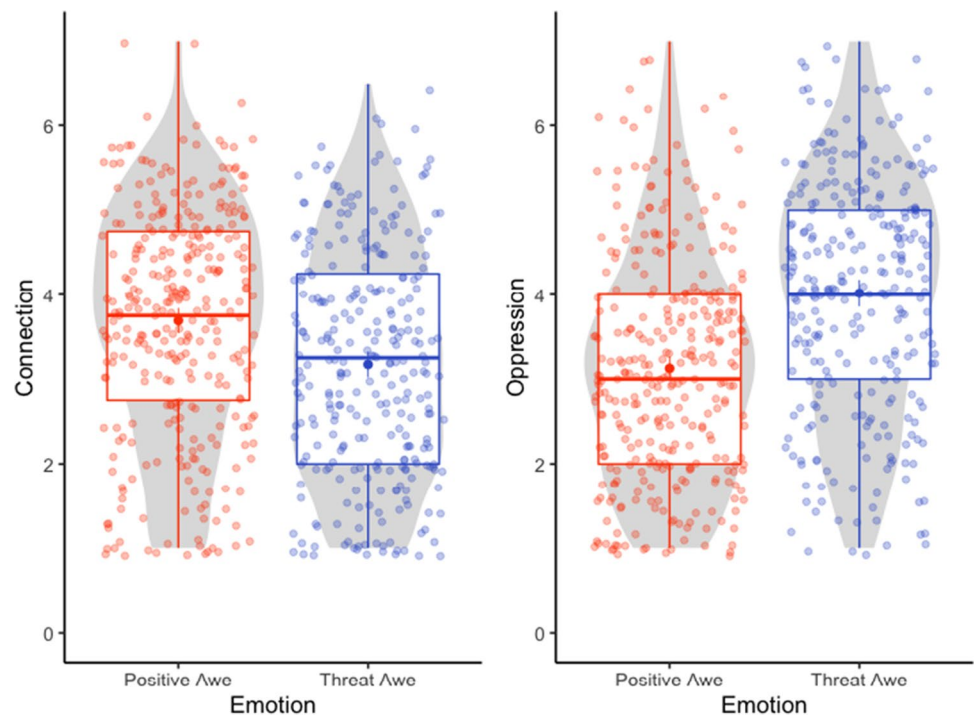 Connection
6
4
2
0
Positive Awe Threat Awe
Emotion
Oppression
6
4
2
0
Positive Awe Threat Awe
Emotion